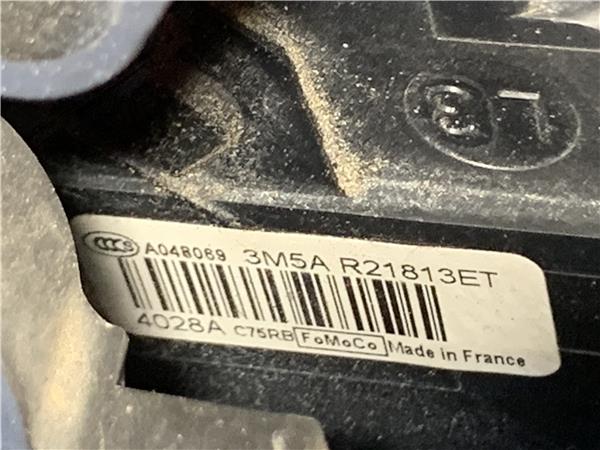 A048069 3M5A R21813ET
4028A C75RB FoMoCo Made in France